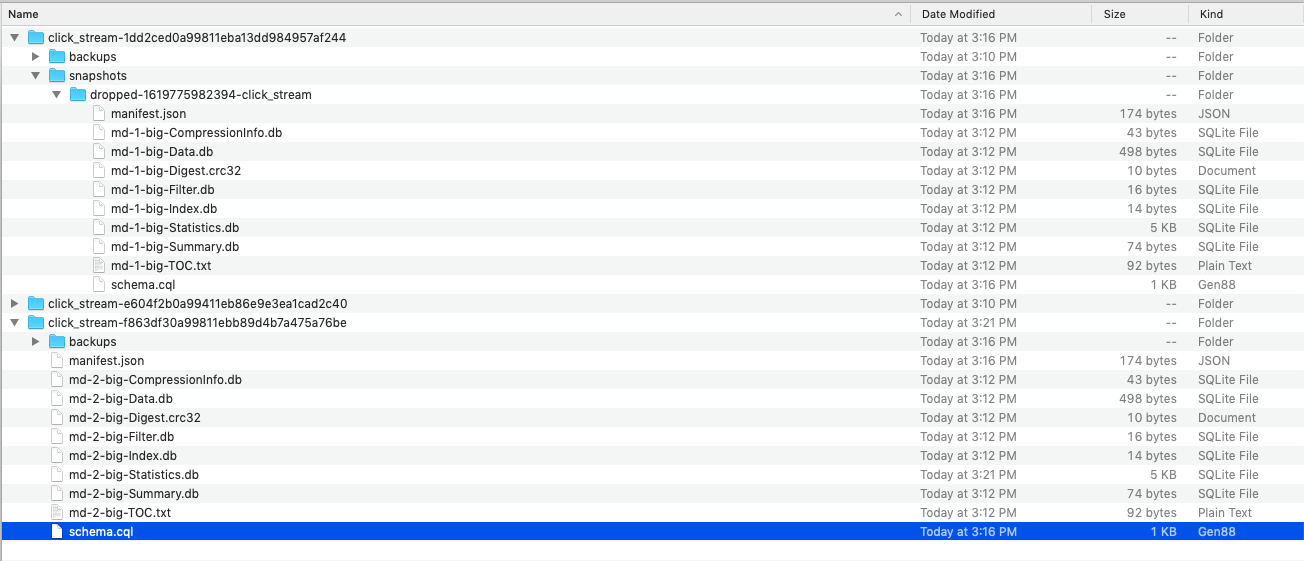 Name Date Modified Size Kind
click_stream-1dd2ced0a99811eba13dd984957af244 Today at 3:16 PM -- Folder
backups Today at 3:10 PM -- Folder
snapshots Today at 3:16 PM -- Folder
dropped-1619775982394-click_stream Today at 3:16 PM -- Folder
manifest.json Today at 3:16 PM 174 bytes JSON
md-1-big-CompressionInfo.db Today at 3:12 PM 43 bytes SQLite File
md-1-big-Data.db Today at 3:12 PM 498 bytes SQLite File
md-1-big-Digest.crc32 Today at 3:12 PM 10 bytes Document
md-1-big-Filter.db Today at 3:12 PM 16 bytes SQLite File
md-1-big-Index.db Today at 3:12 PM 14 bytes SQLite File
md-1-big-Statistics.db Today at 3:12 PM 5 KB SQLite File
md-1-big-Summary.db Today at 3:12 PM 74 bytes SQLite File
md-1-big-TOC.txt Today at 3:12 PM 92 bytes Plain Text
schema.cql Today at 3:16 PM 1 KB Gen88
click_stream-e604f2b0a99411eb86e9e3ea1cad2c40 Today at 3:10 PM -- Folder
click_stream-f863df30a99811ebb89d4b7a475a76be Today at 3:21 PM -- Folder
backups Today at 3:16 PM -- Folder
manifest.json Today at 3:16 PM 174 bytes JSON
md-2-big-CompressionInfo.db Today at 3:12 PM 43 bytes SQLite File
md-2-big-Data.db Today at 3:12 PM 498 bytes SQLite File
md-2-big-Digest.crc32 Today at 3:12 PM 10 bytes Document
md-2-big-Filter.db Today at 3:12 PM 16 bytes SQLite File
md-2-big-Index.db Today at 3:12 PM 14 bytes SQLite File
md-2-big-Statistics.db Today at 3:21 PM 5 KB SQLite File
md-2-big-Summary.db Today at 3:12 PM 74 bytes SQLite File
md-2-big-TOC.txt Today at 3:12 PM 92 bytes Plain Text
schema.cql Today at 3:16 PM 1 KB Gen88